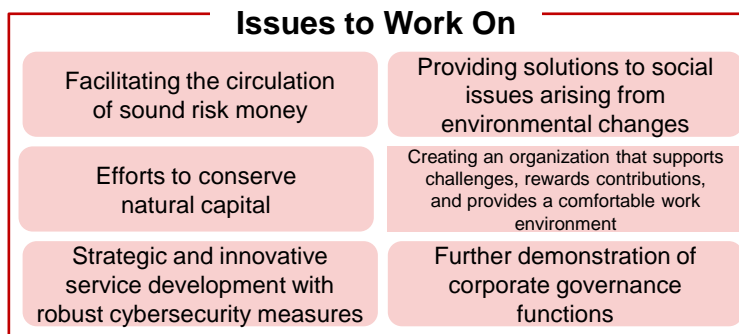 Issues to Work On
Facilitating the circulation
of sound risk money
Providing solutions to social
issues arising from
environmental changes
Efforts to conserve
natural capital
Creating an organization that supports
challenges, rewards contributions,
and provides a comfortable work
environment
Strategic and innovative
service development with
robust cybersecurity measures
Further demonstration of
corporate governance
functions